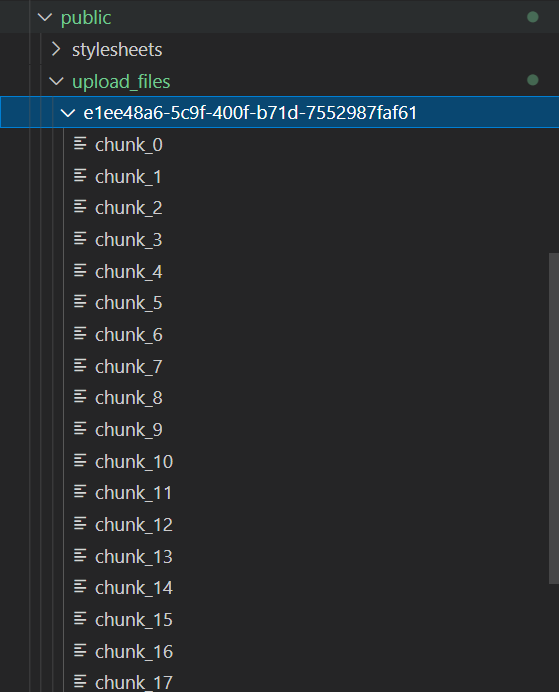 public
stylesheets
upload_files
e1ee48a6-5c9f-400f-b71d-7552987faf61
chunk_0
chunk_1
chunk_2
chunk_3
chunk_4
chunk_5
chunk_6
chunk_7
chunk_8
chunk_9
chunk_10
chunk_11
chunk_12
chunk_13
chunk_14
chunk_15
chunk_16
chunk_17